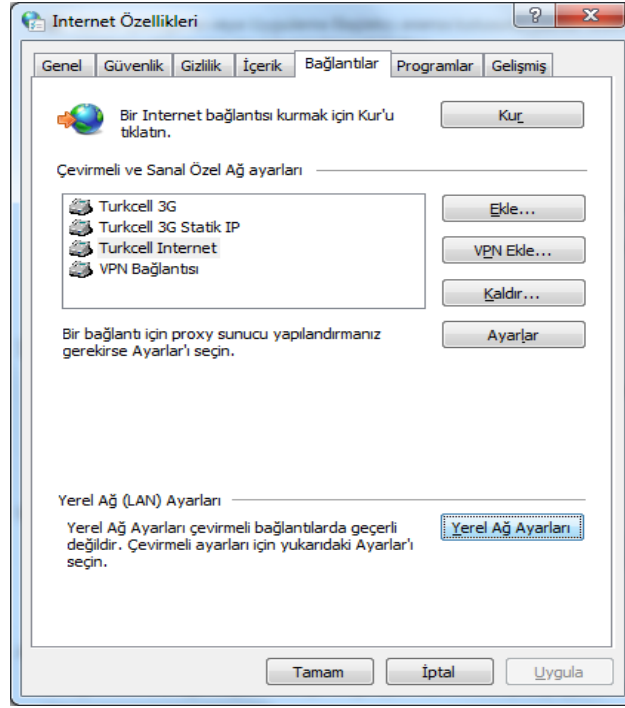 Internet Özellikleri
Genel Güvenlik Gizlilik İçerik Bağlantılar Programlar Gelişmiş
Bir Internet bağlantısı kurmak için Kur'u
tıklatın.
Kur
Çevirmeli ve Sanal Özel Ağ ayarları
Turkcell 3G
Turkcell 3G Statik IP
Turkcell Internet
VPN Bağlantısı
Ekle...
VPN Ekle...
Kaldır...
Bir bağlantı için proxy sunucu yapılandırmanız
gerekirse Ayarlar'ı seçin.
Ayarlar
Yerel Ağ (LAN) Ayarları
Yerel Ağ Ayarları çevirmeli bağlantılarda geçerli
değildir. Çevirmeli ayarları için yukarıdaki Ayarlar'ı
seçin.
Yerel Ağ Ayarları
Tamam İptal Uygula